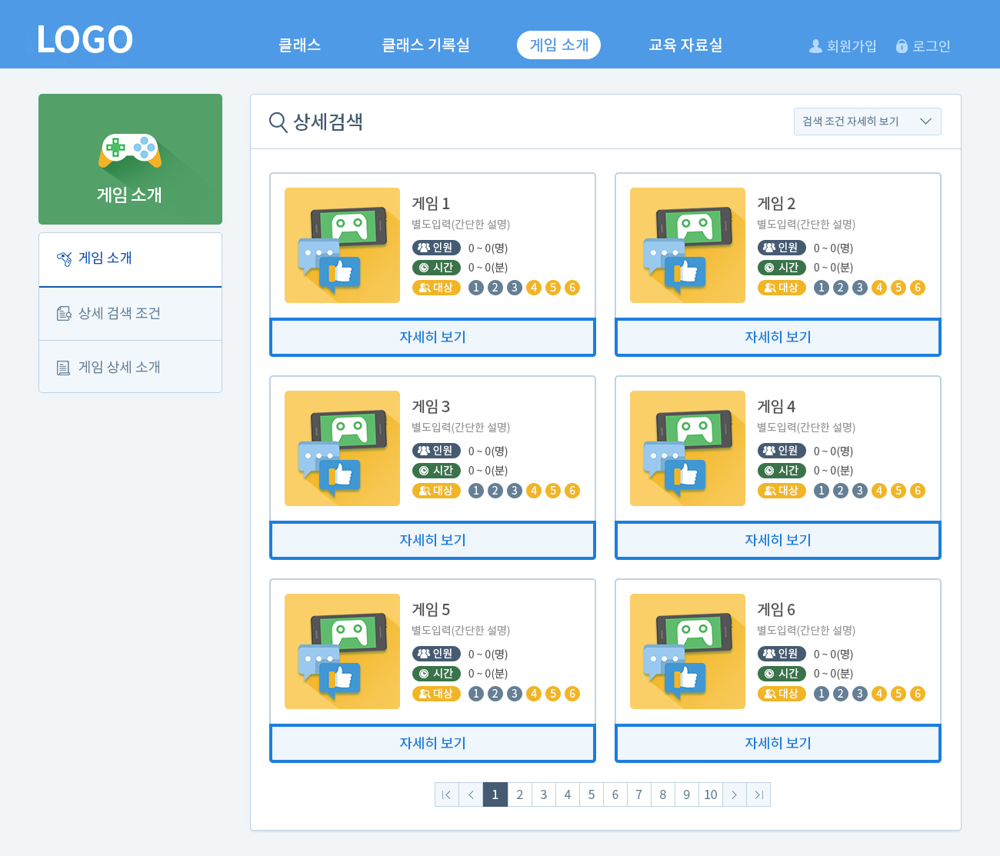 LOGO
클래스
클래스 기록실
게임 소개
교육 자료실
회원가입
로그인
게임 소개
게임 소개
상세 검색 조건
게임 상세 소개
상세검색
검색 조건 자세히 보기
게임 1
별도입력(간단한 설명)
인원 0 ~ 0(명)
시간 0 ~ 0(분)
대상 1 2 3 4 5 6
자세히 보기
게임 2
별도입력(간단한 설명)
인원 0 ~ 0(명)
시간 0 ~ 0(분)
대상 1 2 3 4 5 6
자세히 보기
게임 3
별도입력(간단한 설명)
인원 0 ~ 0(명)
시간 0 ~ 0(분)
대상 1 2 3 4 5 6
자세히 보기
게임 4
별도입력(간단한 설명)
인원 0 ~ 0(명)
시간 0 ~ 0(분)
대상 1 2 3 4 5 6
자세히 보기
게임 5
별도입력(간단한 설명)
인원 0 ~ 0(명)
시간 0 ~ 0(분)
대상 1 2 3 4 5 6
자세히 보기
게임 6
별도입력(간단한 설명)
인원 0 ~ 0(명)
시간 0 ~ 0(분)
대상 1 2 3 4 5 6
자세히 보기
1 2 3 4 5 6 7 8 9 10